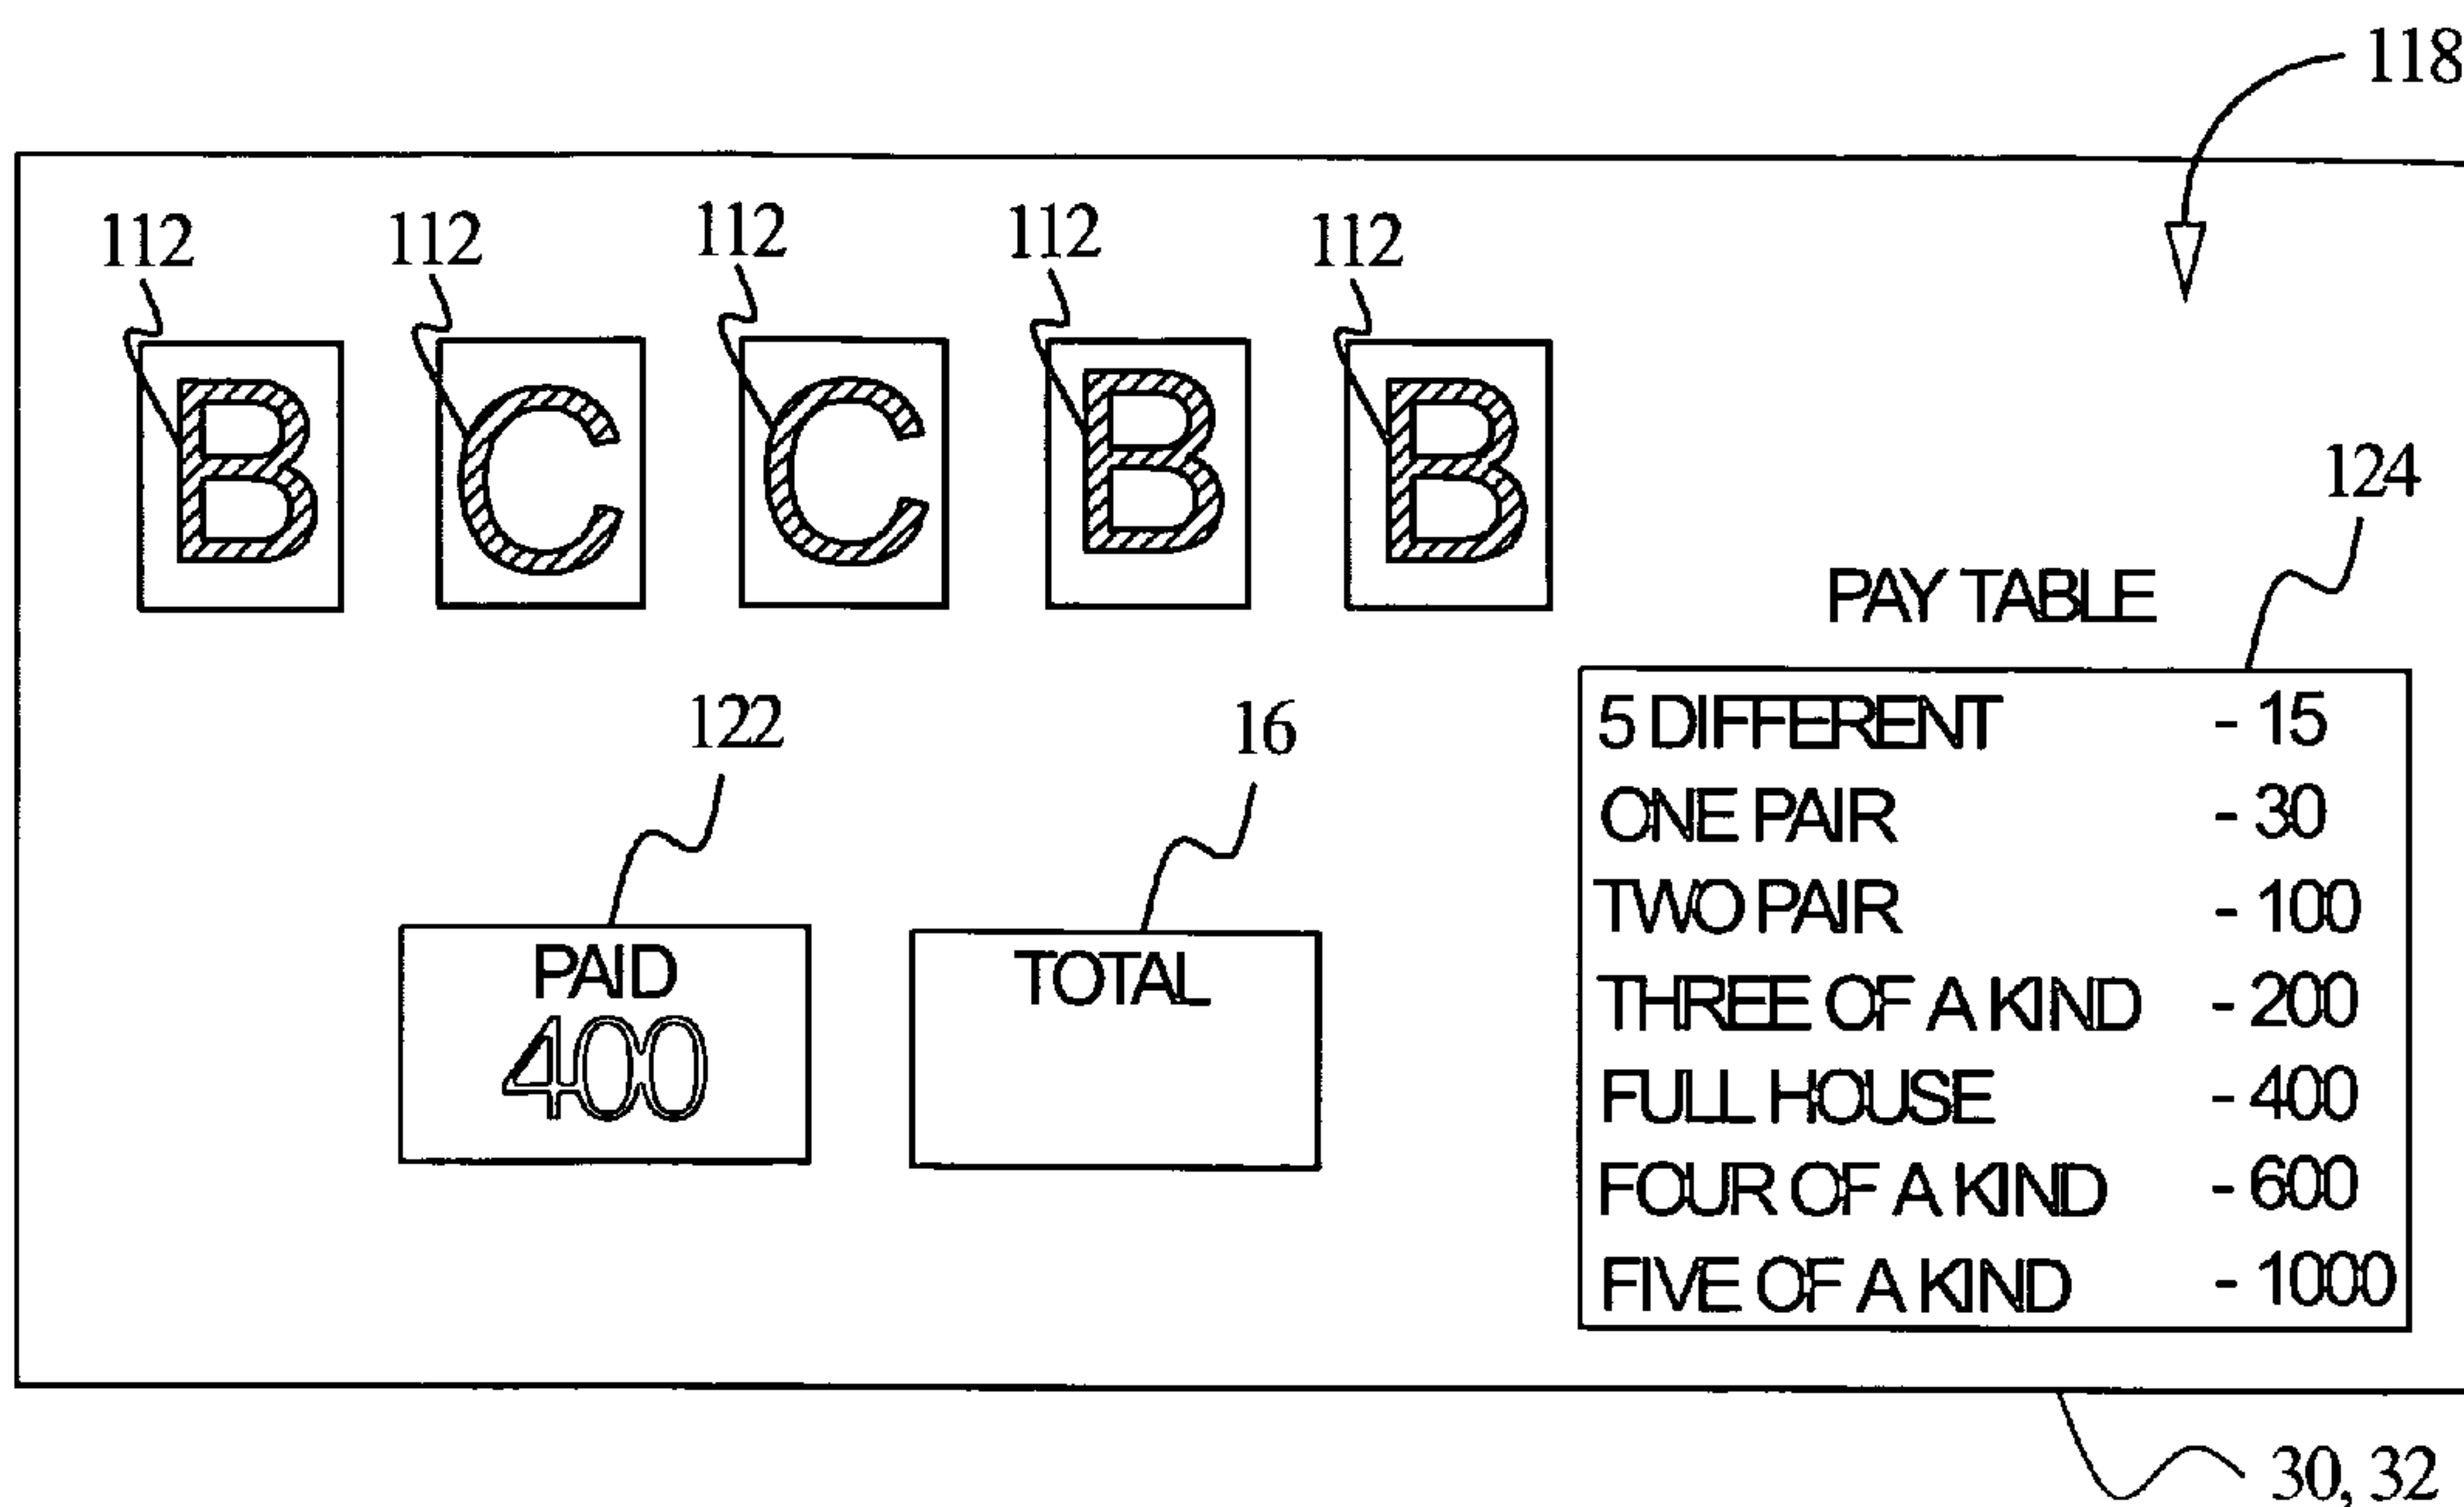 118
112 112 112 112 112
B C C B B
124
PAY TABLE
5 DIFFERENT - 15
ONE PAIR - 30
TWO PAIR - 100
THREE OF A KIND - 200
FULL HOUSE - 400
FOUR OF A KIND - 600
FIVE OF A KIND - 1000
122 16
PAID TOTAL
400
30, 32